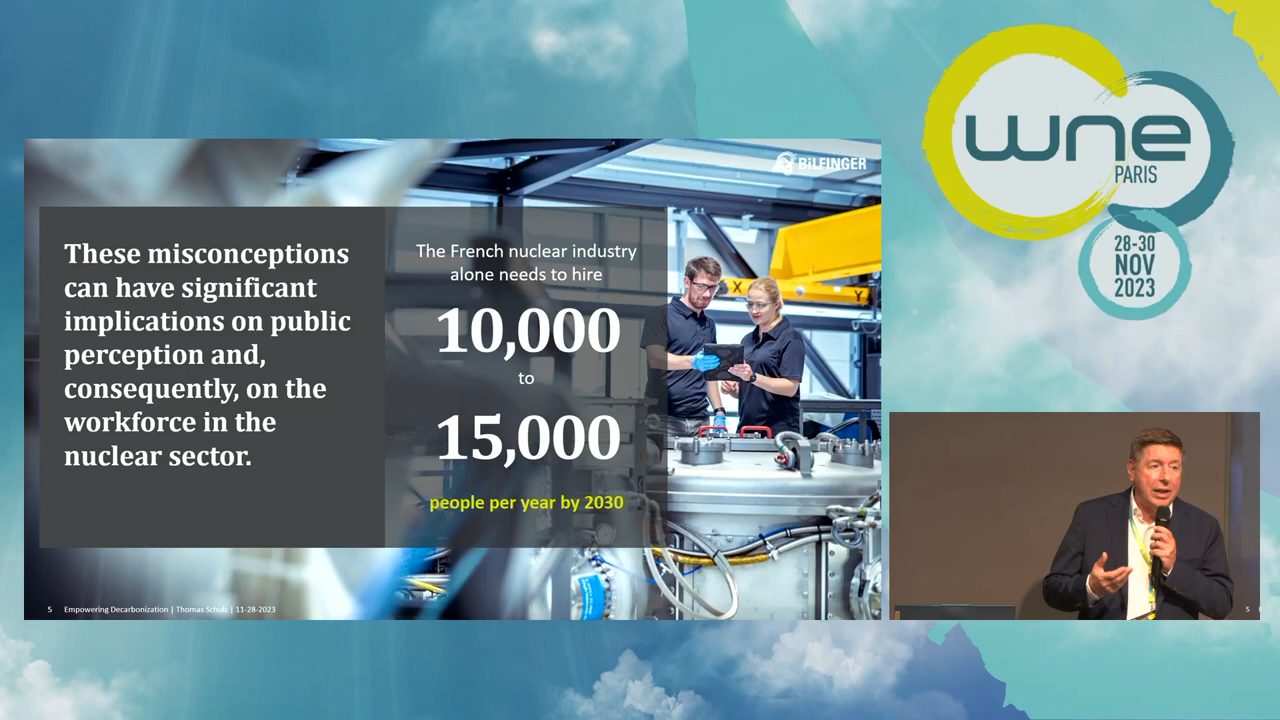 These misconceptions
can have significant
implications on public
perception and,
consequently, on the
workforce in the
nuclear sector.
The French nuclear industry
alone needs to hire
10,000
to
15,000
people per year by 2030
BILFINGER
X
Y
5 Empowering Decarbonization | Thomas Schulz | 11-28-2023
wne
PARIS
28-30
NOV
2023
5